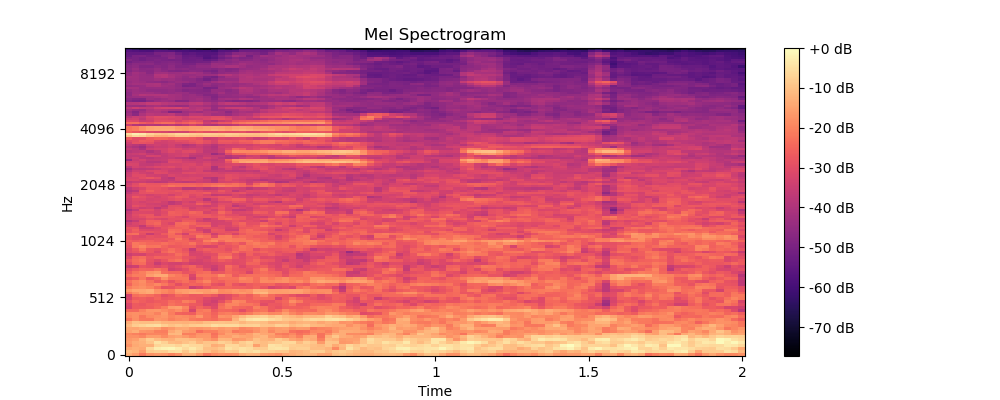 Mel Spectrogram
Hz
8192
4096
2048
1024
512
0
0 0.5 1 1.5 2
Time
+0 dB
-10 dB
-20 dB
-30 dB
-40 dB
-50 dB
-60 dB
-70 dB